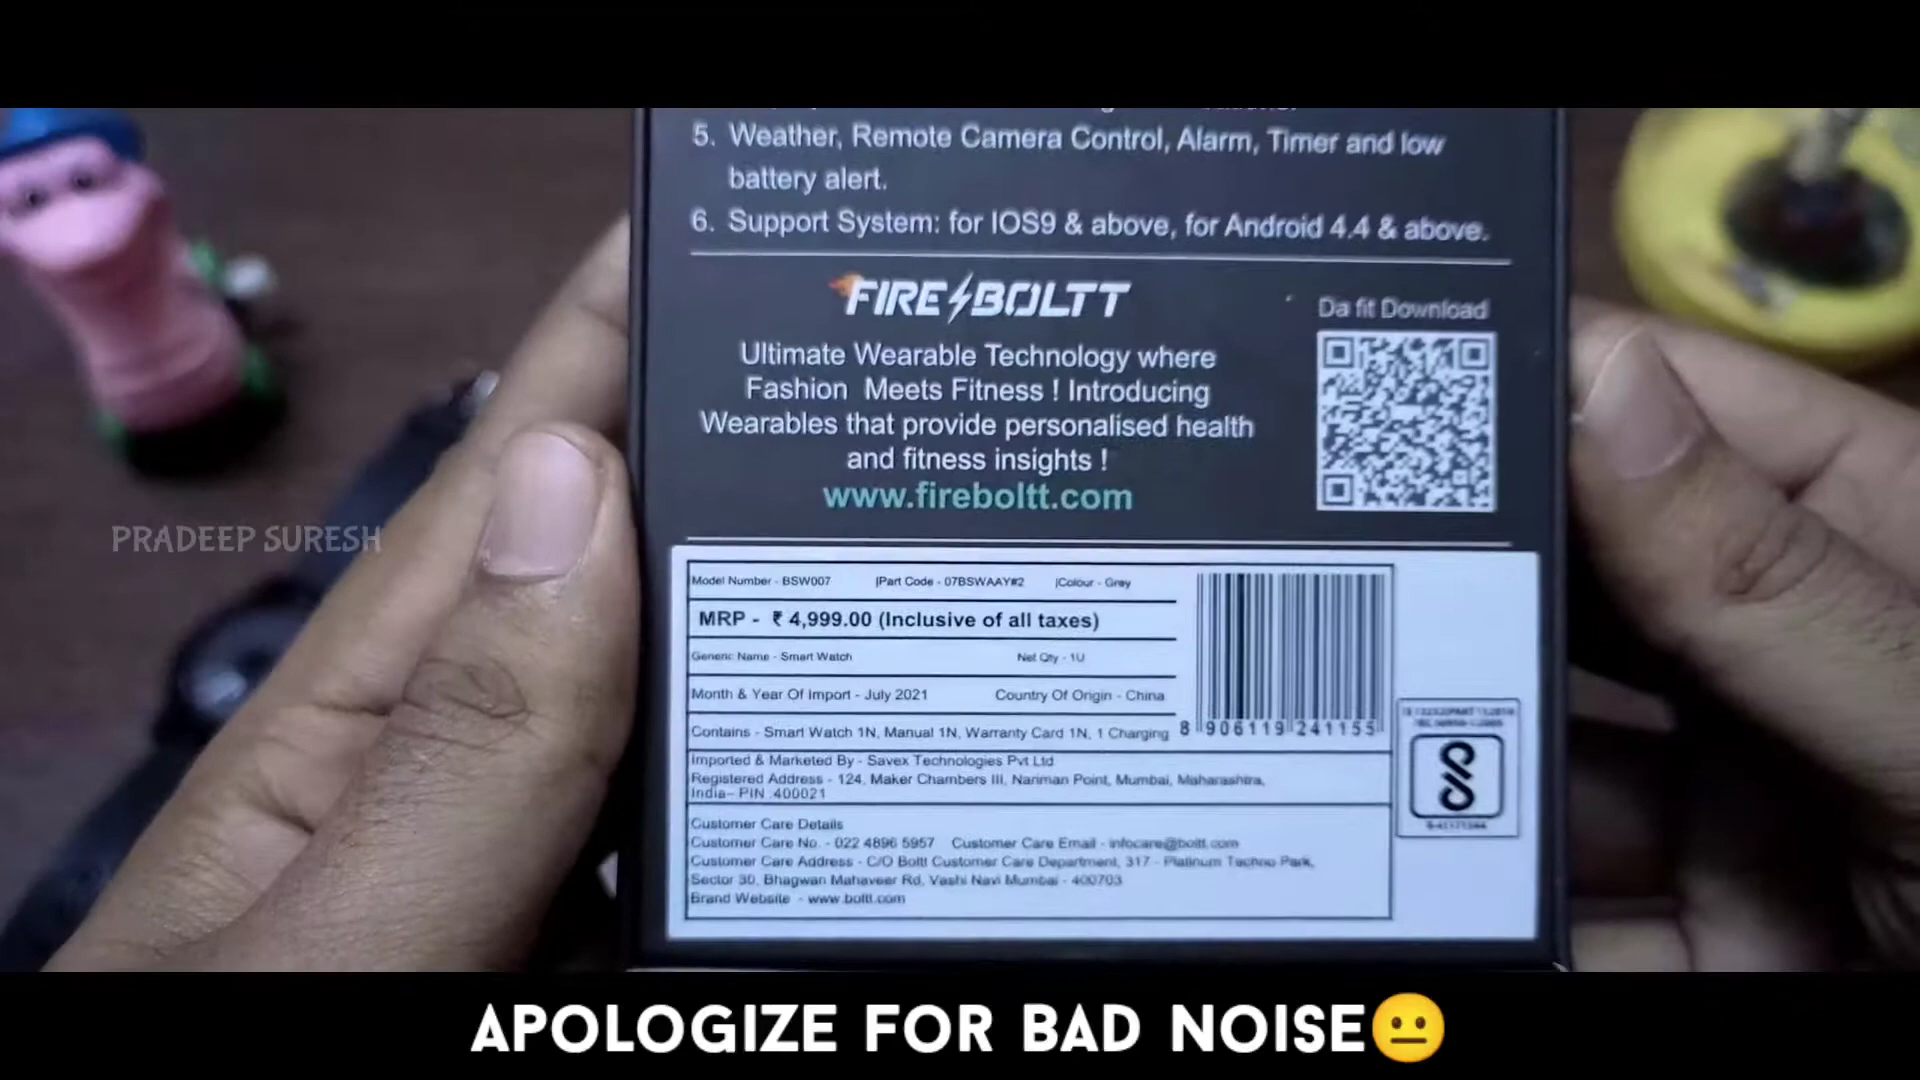 5. Weather, Remote Camera Control, Alarm, Timer and low
battery alert.
6. Support System: for IOS9 & above, for Android 4.4 & above.
FIRE BOLTT
Da fit Download
Ultimate Wearable Technology where
Fashion Meets Fitness ! Introducing
Wearables that provide personalised health
and fitness insights !
www.fireboltt.com
PRADEEP SURESH
Model Number - BSW007 |Part Code - 07BSWAAY#2 |Colour - Grey
MRP - ₹ 4,999.00 (Inclusive of all taxes)
Generic Name - Smart Watch Net Qty - 1U
Month & Year Of Import - July 2021 Country Of Origin - China
Contains - Smart Watch 1N, Manual 1N, Warranty Card 1N, 1 Charging
8 906119 241155
Imported & Marketed By - Savex Technologies Pvt Ltd
Registered Address - 124, Maker Chambers III, Nariman Point, Mumbai, Maharashtra,
India- PIN :400021
Customer Care Details
Customer Care No. - 022 4896 5957 Customer Care Email - infocare@boltt.com
Customer Care Address - C/O Boltt Customer Care Department, 317 - Platinum Techno Park,
Sector 30, Bhagwan Mahaveer Rd, Vashi Navi Mumbai - 400703
Brand Website - www.boltt.com
APOLOGIZE FOR BAD NOISE😐